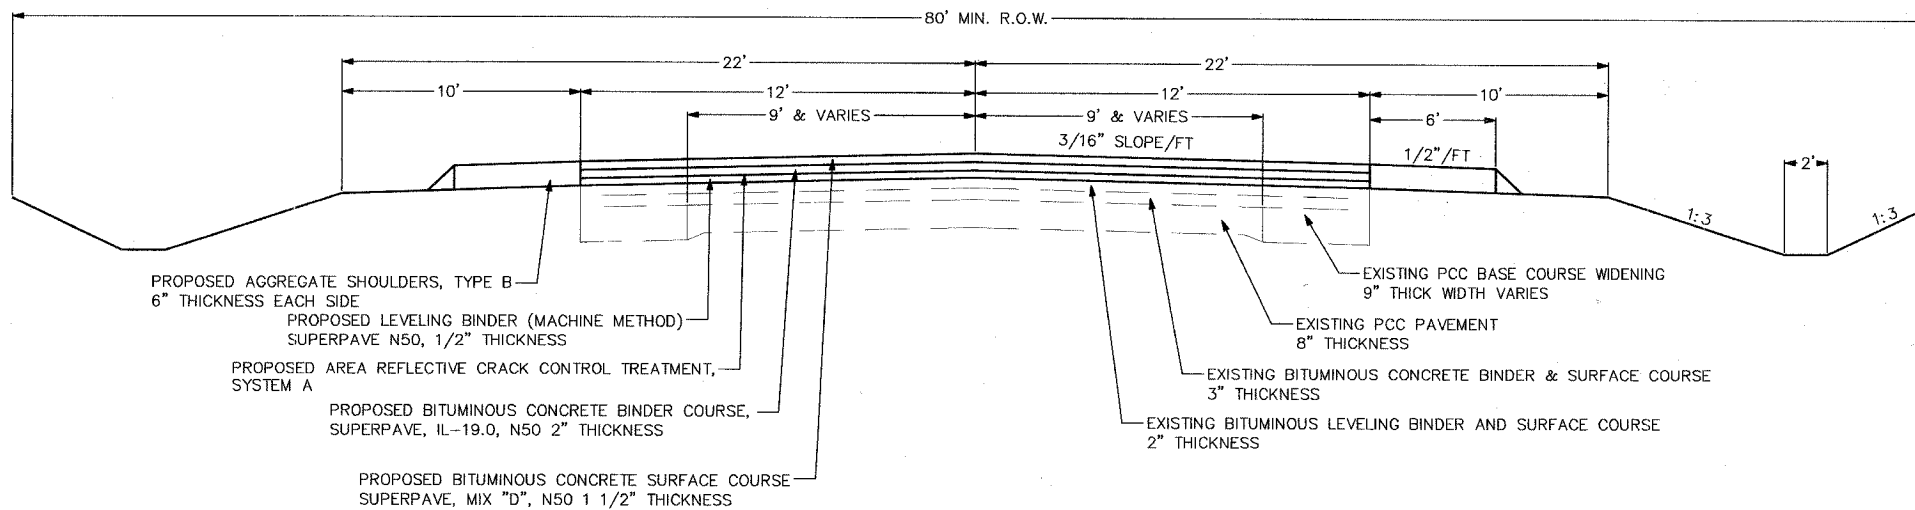 80' MIN. R.O.W.
22'
22'
10'
12'
12'
10'
9' & VARIES
9' & VARIES
6'
3/16" SLOPE/FT
1/2"/FT
2'
1:3
1:3
PROPOSED AGGREGATE SHOULDERS, TYPE B
6" THICKNESS EACH SIDE
PROPOSED LEVELING BINDER (MACHINE METHOD)
SUPERPAVE N50, 1/2" THICKNESS
PROPOSED AREA REFLECTIVE CRACK CONTROL TREATMENT,
SYSTEM A
PROPOSED BITUMINOUS CONCRETE BINDER COURSE,
SUPERPAVE, IL-19.0, N50 2" THICKNESS
PROPOSED BITUMINOUS CONCRETE SURFACE COURSE
SUPERPAVE, MIX "D", N50 1 1/2" THICKNESS
EXISTING PCC BASE COURSE WIDENING
9" THICK WIDTH VARIES
EXISTING PCC PAVEMENT
8" THICKNESS
EXISTING BITUMINOUS CONCRETE BINDER & SURFACE COURSE
3" THICKNESS
EXISTING BITUMINOUS LEVELING BINDER AND SURFACE COURSE
2" THICKNESS